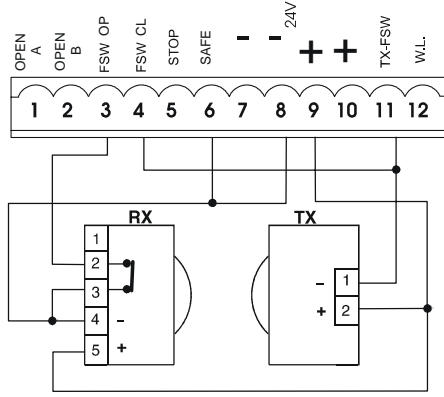 OPEN A
OPEN B
FSW OP
FSW CL
STOP
SAFE
- - 24V
+ +
TX-FSW
W.L.
1 2 3 4 5 6 7 8 9 10 11 12
RX TX
1
2
3
4 -
5 +
- 1
+ 2